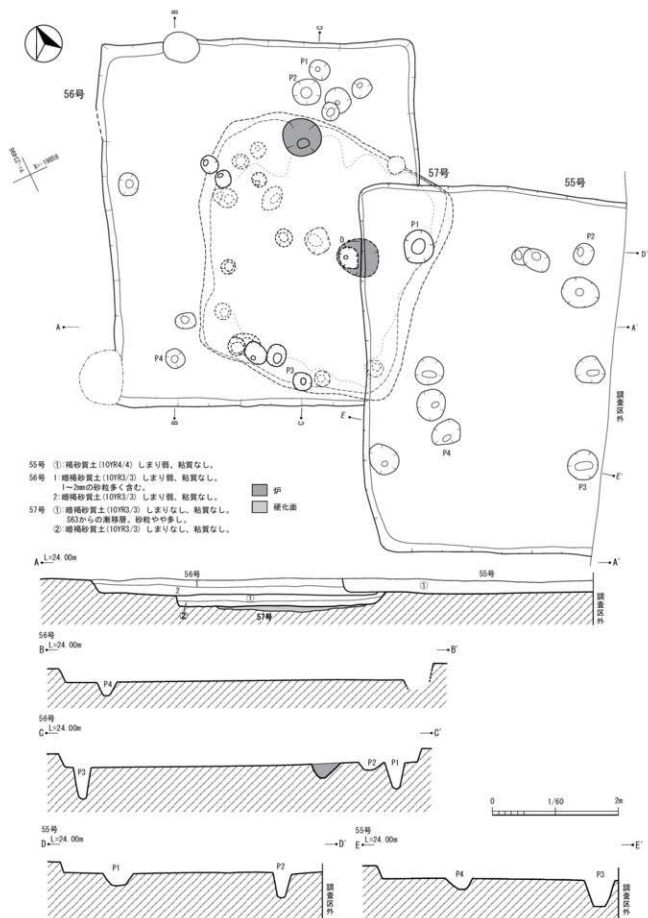 B
C
P1
P2
56号
57号
55号
P1
P2
D
D'
A
A'
P4
P3
P4
B
C
E
E'
P3
調査区外
55号 ①:褐砂質土(10YR4/4) しまり弱、粘質なし。
56号 1:暗褐砂質土(10YR3/3) しまり弱、粘質なし。
1～2mmの砂粒多く含む。
2:暗褐砂質土(10YR3/3) しまり弱、粘質なし。
57号 ①:暗褐砂質土(10YR3/3) しまりなし、粘質なし。
S63からの漸移層、砂粒やや多し。
②:暗褐砂質土(10YR3/3) しまりなし、粘質なし。
炉
硬化面
A L=24.00m A'
56号 55号
1
2
①
①
②
57号
調査区外
56号
B L=24.00m B'
P4
56号
C L=24.00m C'
P3 P2 P1
0 1/60 2m
55号
D L=24.00m D'
P1 P2
調査区外
55号
E L=24.00m E'
P4 P3
調査区外